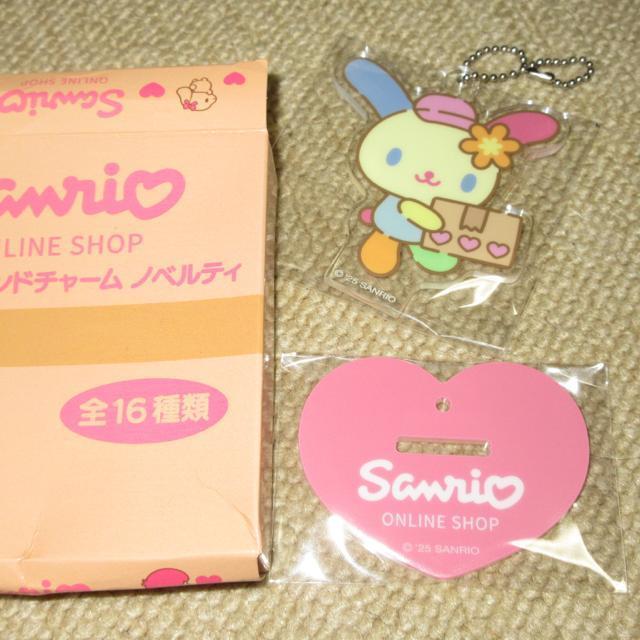 Sanrio
ONLINE SHOP
anrio
ONLINE SHOP
ンドチャーム ノベルティ
全16種類
© '25 SANRIO
Sanrio
ONLINE SHOP
© '25 SANRIO